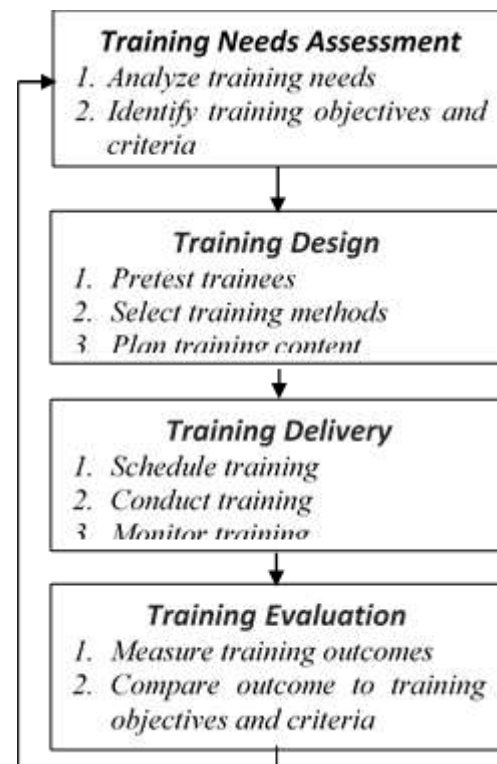 Training Needs Assessment
1. Analyze training needs
2. Identify training objectives and
criteria
Training Design
1. Pretest trainees
2. Select training methods
3. Plan training content
Training Delivery
1. Schedule training
2. Conduct training
3. Monitor training
Training Evaluation
1. Measure training outcomes
2. Compare outcome to training
objectives and criteria